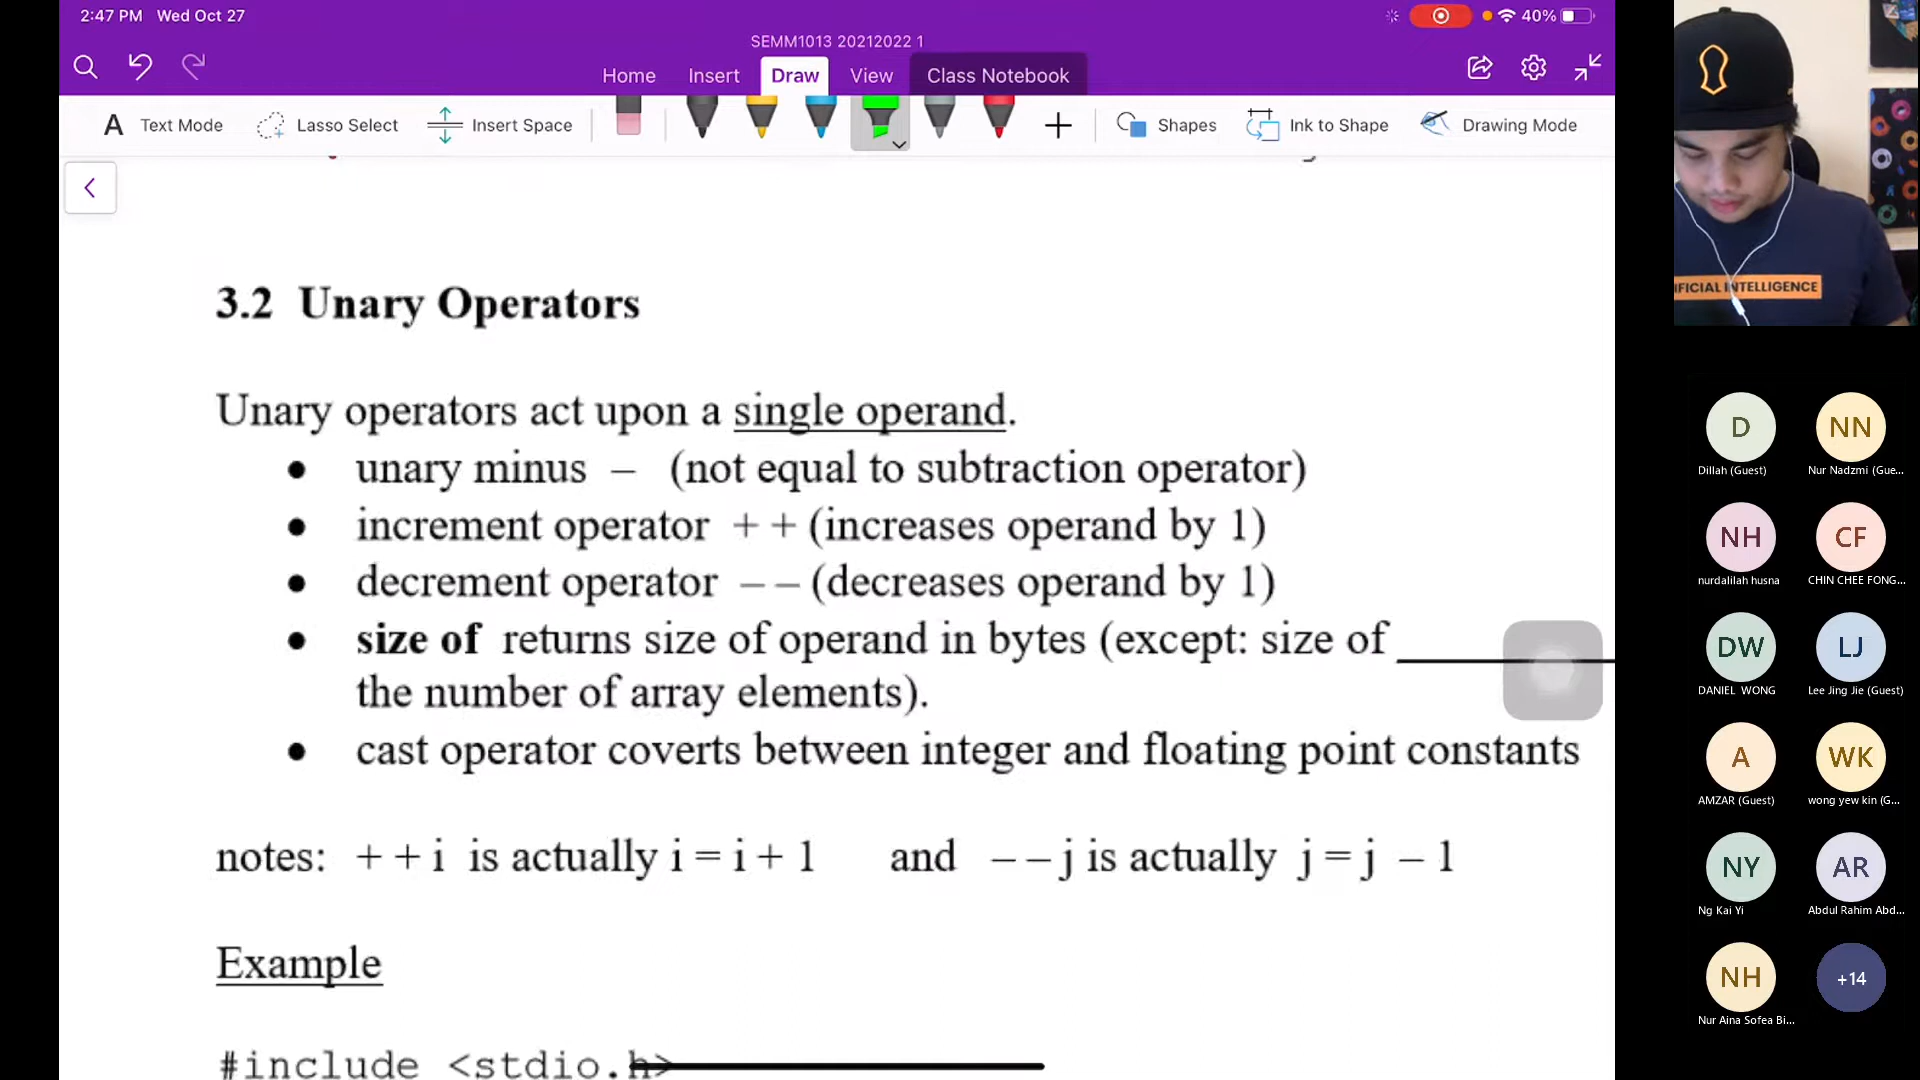 2:47 PM Wed Oct 27
40%
SEMM1013 20212022 1
Home Insert Draw View Class Notebook
A Text Mode Lasso Select Insert Space Shapes Ink to Shape Drawing Mode
3.2 Unary Operators
Unary operators act upon a single operand.
• unary minus – (not equal to subtraction operator)
• increment operator + + (increases operand by 1)
• decrement operator – – (decreases operand by 1)
• size of returns size of operand in bytes (except: size of
the number of array elements).
• cast operator coverts between integer and floating point constants
notes: + + i is actually i = i + 1 and – – j is actually j = j – 1
Example
#include <stdio.h>
IFICIAL INTELLIGENCE
D NN
Dillah (Guest) Nur Nadzmi (Gue...
NH CF
nurdalilah husna CHIN CHEE FONG...
DW LJ
DANIEL WONG Lee Jing Jie (Guest)
A WK
AMZAR (Guest) wong yew kin (G...
NY AR
Ng Kai Yi Abdul Rahim Abd...
NH +14
Nur Aina Sofea Bi...